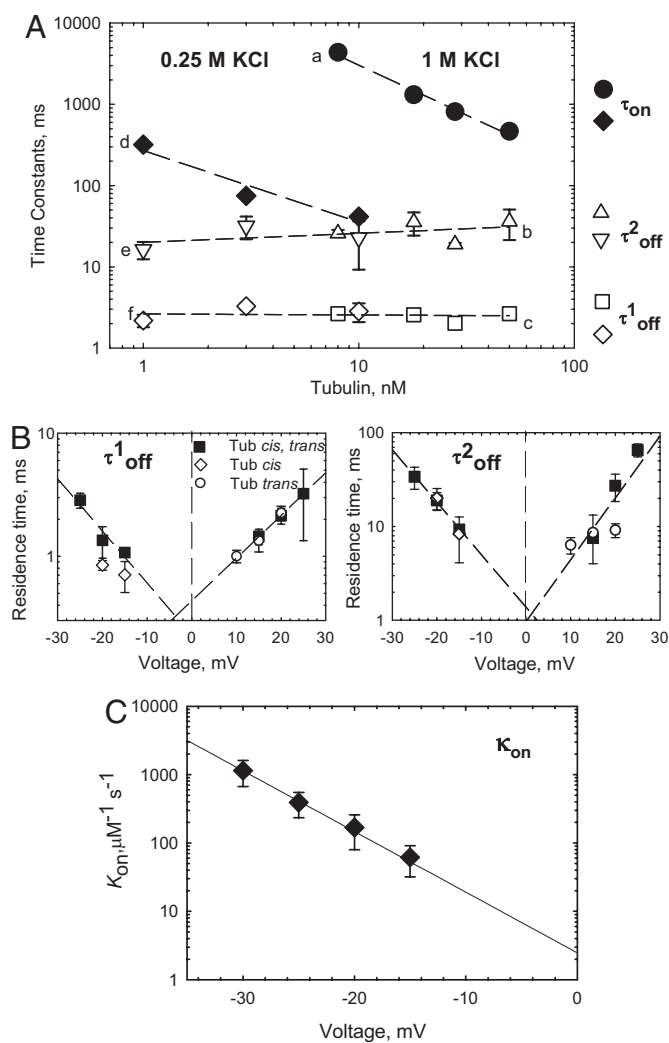 A
10000
1000
100
10
1
Time Constants, ms
0.25 M KCl
1 M KCl
a
d
e
b
f
c
1
10
100
Tubulin, nM
τon
τ2off
τ1off
B
10
1
Residence time, ms
τ1off
Tub cis, trans
Tub cis
Tub trans
-30 -20 -10 0 10 20 30
Voltage, mV
100
10
1
Residence time, ms
τ2off
-30 -20 -10 0 10 20 30
Voltage, mV
C
10000
1000
100
10
1
Kon,μM-1 s-1
κon
-30 -20 -10 0
Voltage, mV